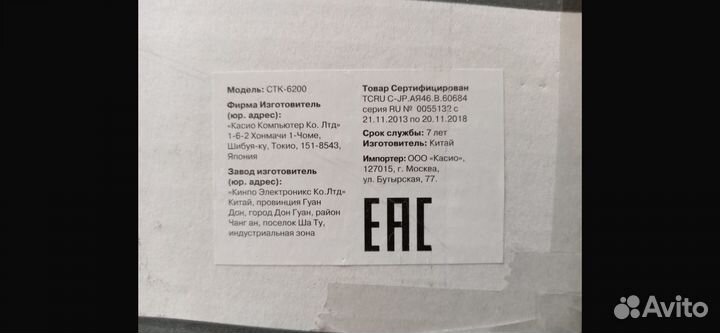 Модель: СТК-6200
Фирма Изготовитель
(юр. адрес):
«Касио Компьютер Ко. Лтд»
1-6-2 Хонмачи 1-Чоме,
Шибуя-ку, Токио, 151-8543,
Япония
Завод изготовитель
(юр. адрес):
«Кинпо Электроникс Ко.Лтд»
Китай, провинция Гуан
Дон, город Дон Гуан, район
Чанг ан, поселок Ша Ту,
индустриальная зона
Товар Сертифицирован
TCRU C-JP.АЯ46.В.60684
серия RU № 0055132 с
21.11.2013 по 20.11.2018
Срок службы: 7 лет
Изготовитель: Китай
Импортер: ООО «Касио»,
127015, г. Москва,
ул. Бутырская, 77.
EAC
Avito